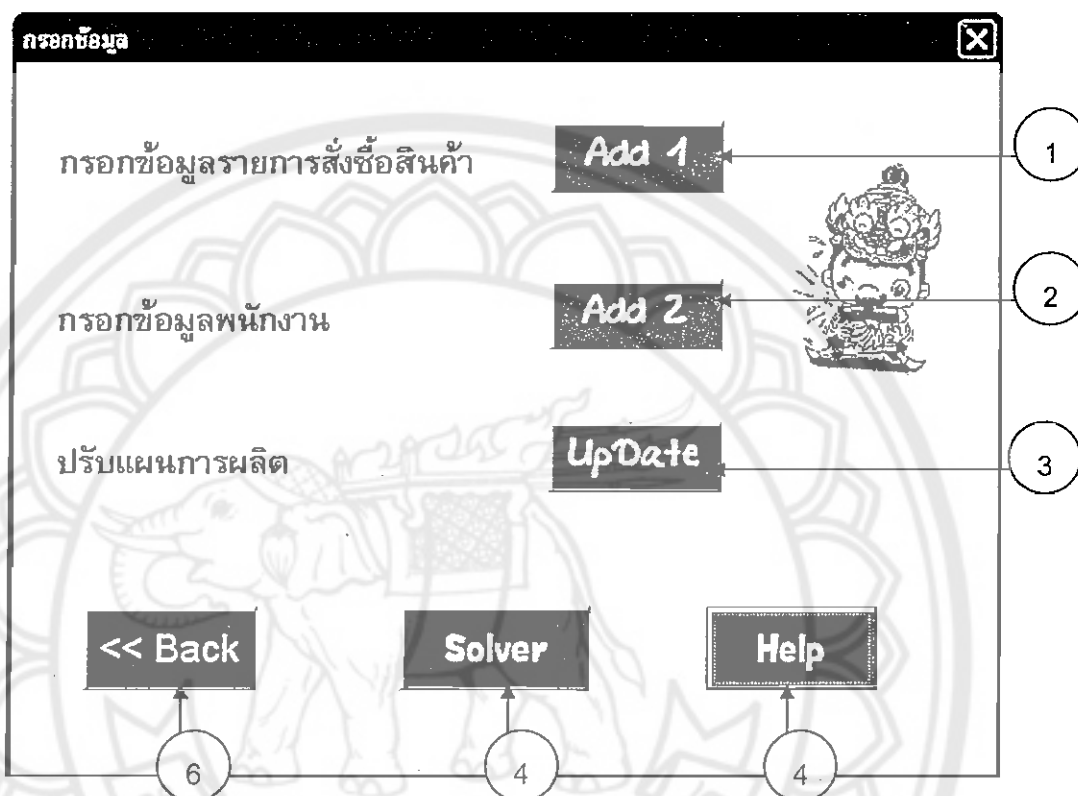 กรอกข้อมูล
กรอกข้อมูลรายการสั่งซื้อสินค้า Add 1 1
กรอกข้อมูลพนักงาน Add 2 2
ปรับแผนการผลิต UpDate 3
<< Back Solver Help
6 4 4